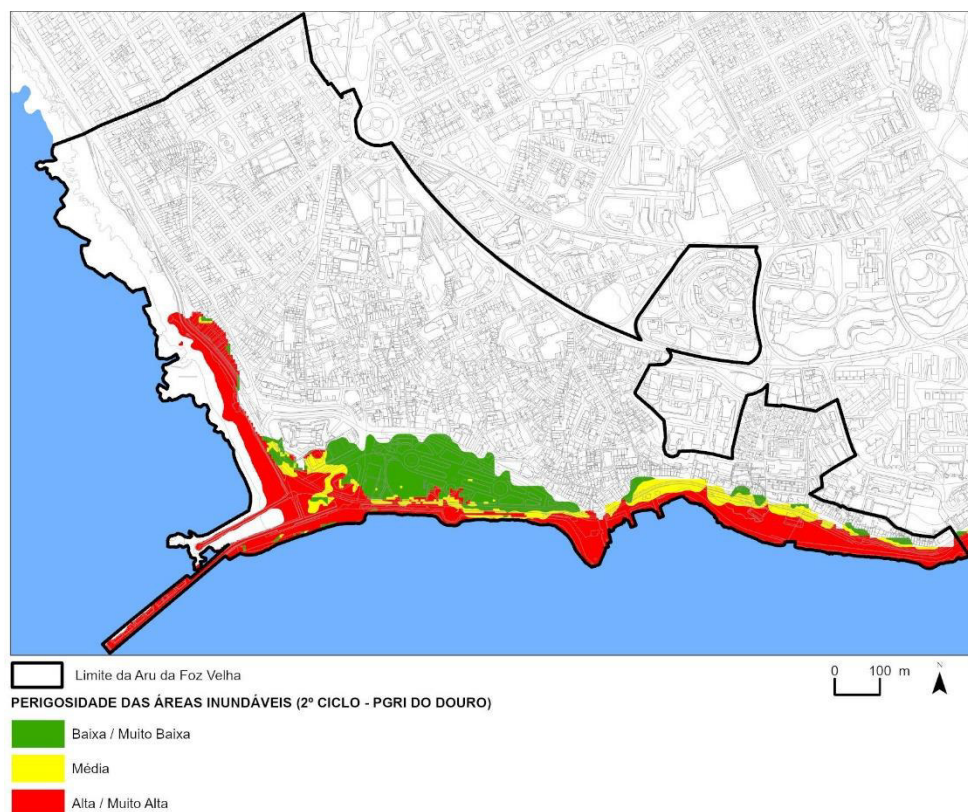 Limite da Aru da Foz Velha
0 100 m
N
PERIGOSIDADE DAS ÁREAS INUNDÁVEIS (2º CICLO - PGRI DO DOURO)
Baixa / Muito Baixa
Média
Alta / Muito Alta